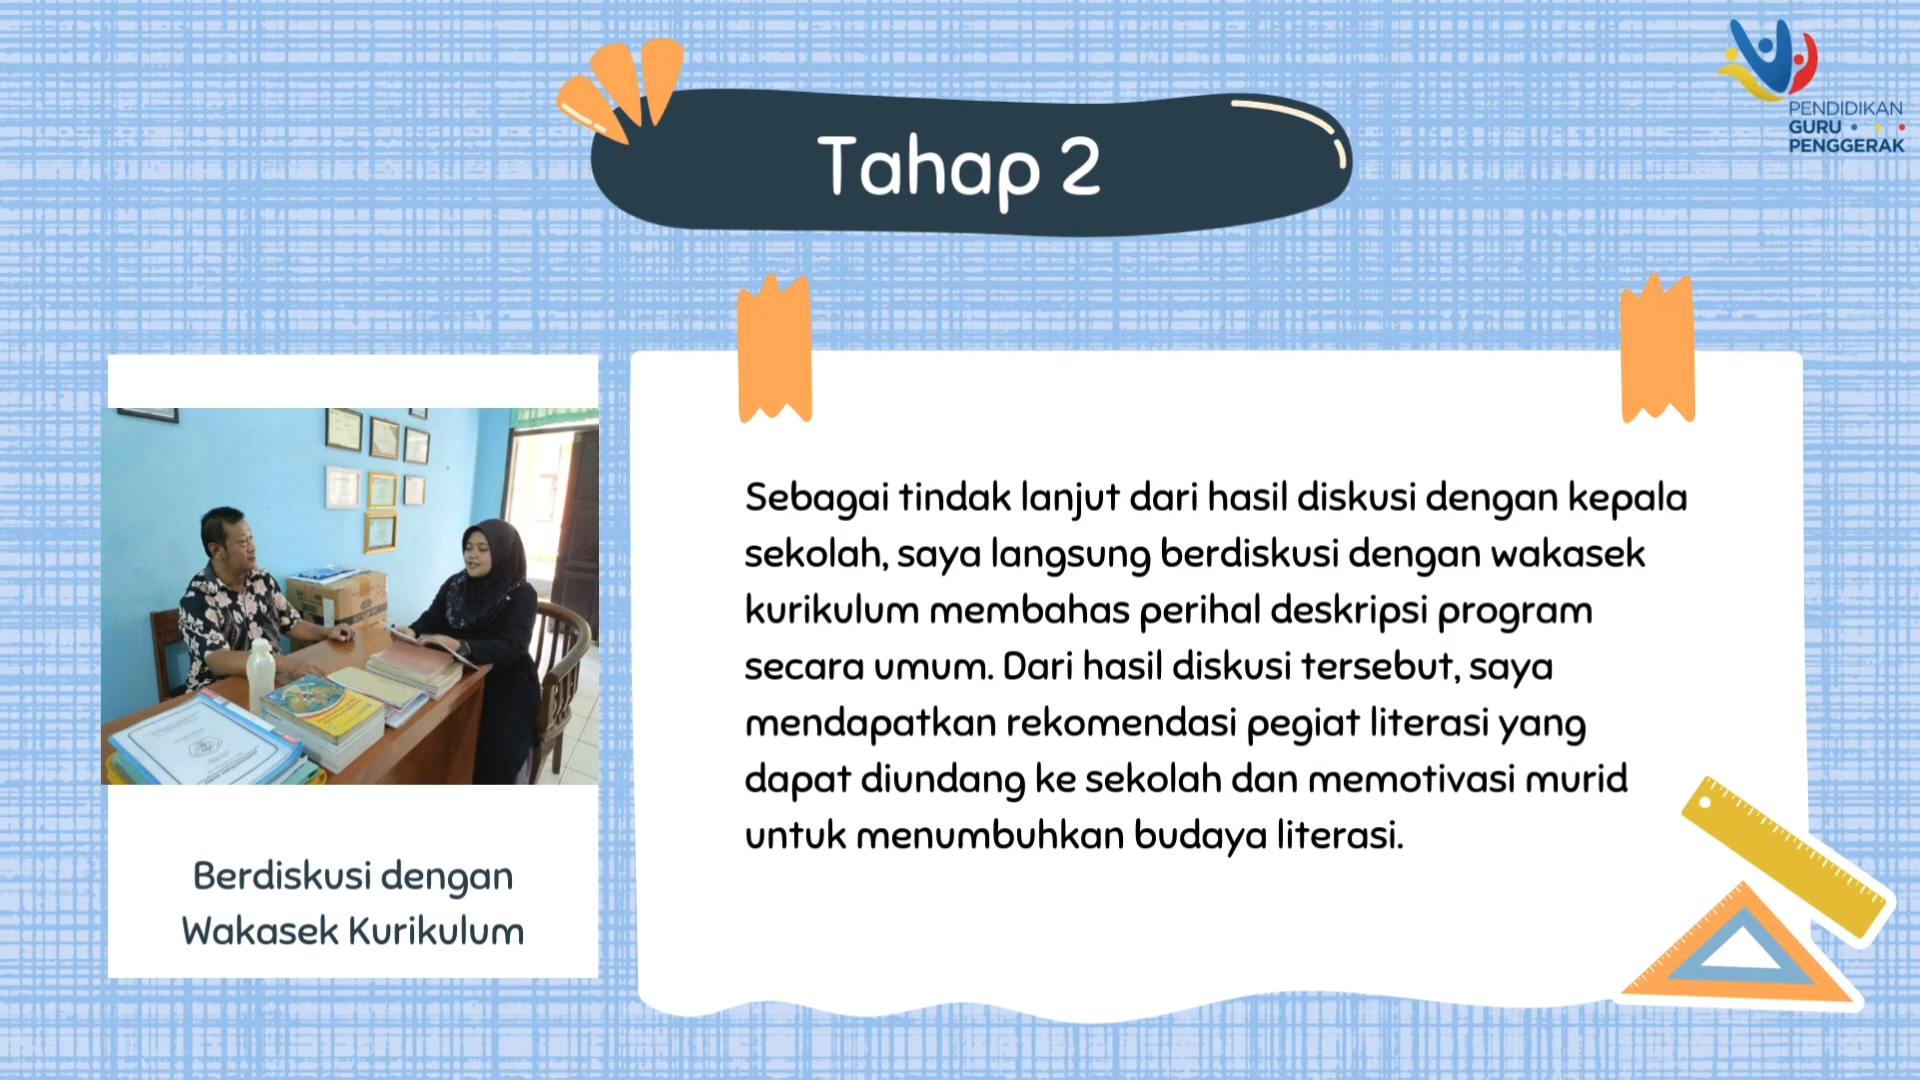 PENDIDIKAN
GURU
PENGGERAK
Tahap 2
Sebagai tindak lanjut dari hasil diskusi dengan kepala
sekolah, saya langsung berdiskusi dengan wakasek
kurikulum membahas perihal deskripsi program
secara umum. Dari hasil diskusi tersebut, saya
mendapatkan rekomendasi pegiat literasi yang
dapat diundang ke sekolah dan memotivasi murid
untuk menumbuhkan budaya literasi.
Berdiskusi dengan
Wakasek Kurikulum